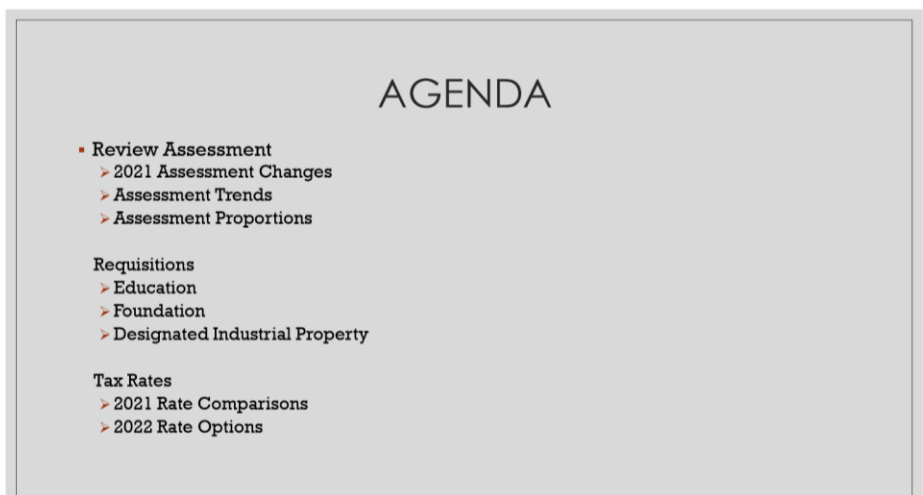 AGENDA
▪ Review Assessment
➢ 2021 Assessment Changes
➢ Assessment Trends
➢ Assessment Proportions
Requisitions
➢ Education
➢ Foundation
➢ Designated Industrial Property
Tax Rates
➢ 2021 Rate Comparisons
➢ 2022 Rate Options